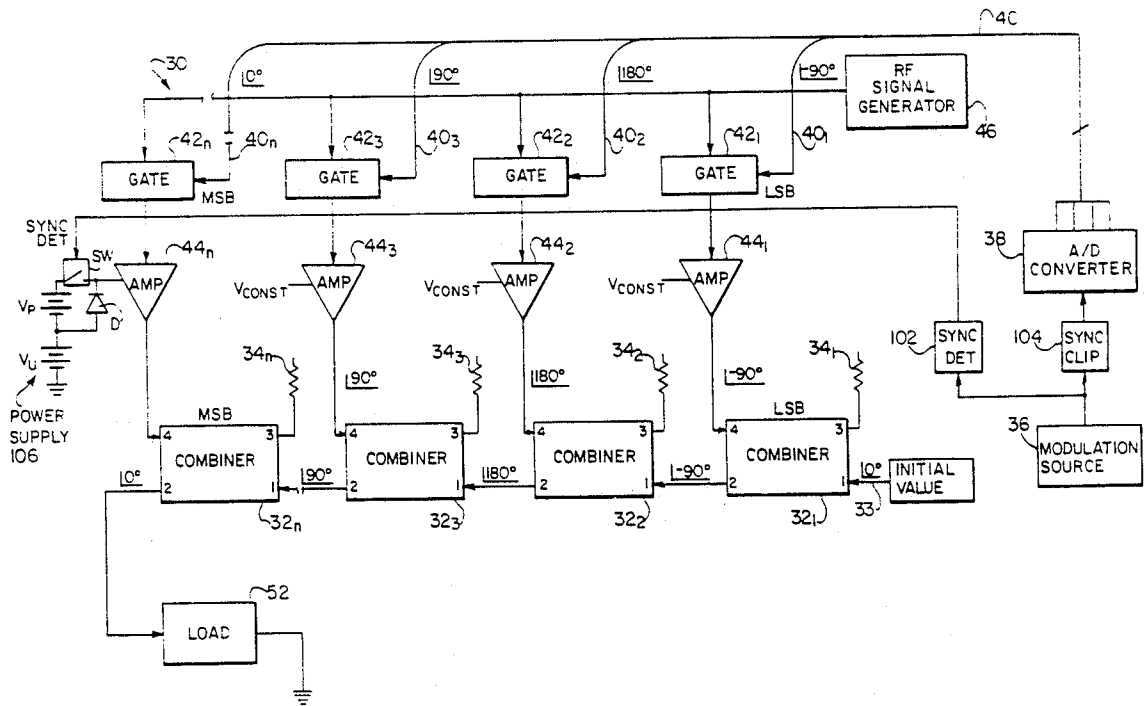 40
30
|0°
|90°
|180°
|-90°
RF
SIGNAL
GENERATOR
46
42n
40n
42₃
40₃
42₂
40₂
42₁
40₁
GATE
GATE
GATE
GATE
MSB
LSB
SYNC
DET
SW
44n
44₃
44₂
44₁
38
A/D
CONVERTER
AMP
AMP
AMP
AMP
VCONST
VCONST
VCONST
VP
D
VU
102
SYNC
DET
104
SYNC
CLIP
POWER
SUPPLY
106
34n
34₃
34₂
34₁
|90°
|180°
|-90°
MSB
LSB
36
MODULATION
SOURCE
4
3
COMBINER
2
1
4
3
COMBINER
2
1
4
3
COMBINER
2
1
4
3
COMBINER
2
1
|0°
|90°
|180°
|-90°
|0°
INITIAL
VALUE
32n
32₃
32₂
32₁
33
52
LOAD